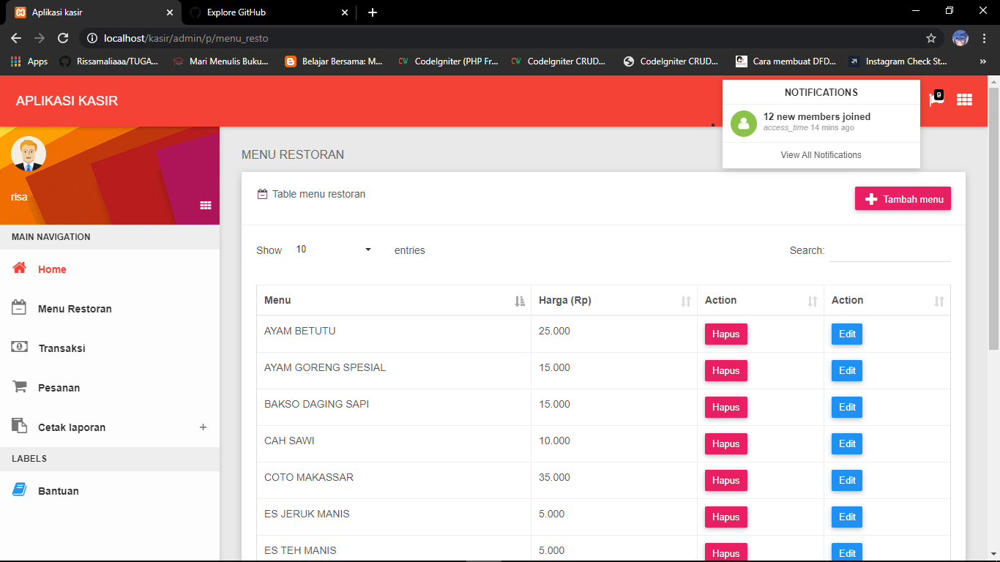 Aplikasi kasir
Explore GitHub
localhost/kasir/admin/p/menu_resto
Apps
Rissamaliaaa/TUGA...
Mari Menulis Buku...
Belajar Bersama: M...
CodeIgniter (PHP Fr...
CodeIgniter CRUD...
CodeIgniter CRUD...
Cara membuat DFD...
Instagram Check St...
»
APLIKASI KASIR
NOTIFICATIONS
12 new members joined
access_time 14 mins ago
View All Notifications
9
risa
MAIN NAVIGATION
Home
Menu Restoran
Transaksi
Pesanan
Cetak laporan +
LABELS
Bantuan
MENU RESTORAN
Table menu restoran
Tambah menu
Show 10 entries
Search:
Menu Harga (Rp) Action Action
AYAM BETUTU 25.000 Hapus Edit
AYAM GORENG SPESIAL 15.000 Hapus Edit
BAKSO DAGING SAPI 15.000 Hapus Edit
CAH SAWI 10.000 Hapus Edit
COTO MAKASSAR 35.000 Hapus Edit
ES JERUK MANIS 5.000 Hapus Edit
ES TEH MANIS 5.000 Hapus Edit